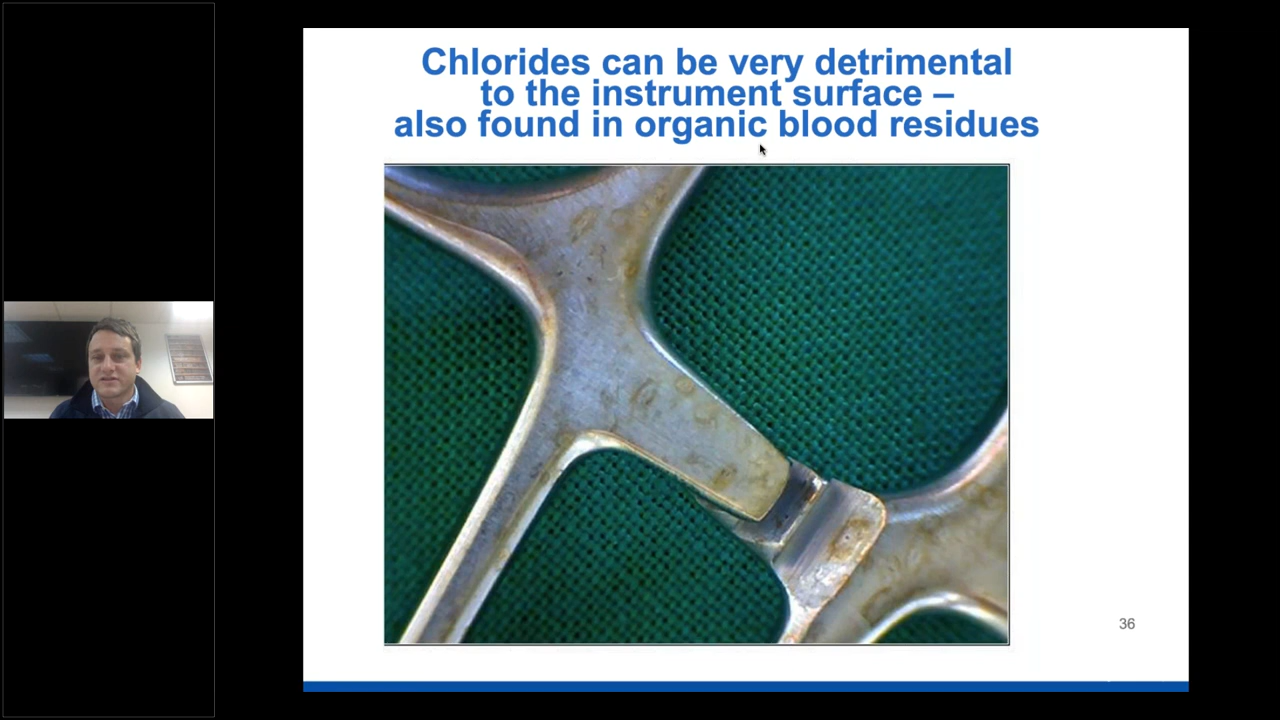 Chlorides can be very detrimental
to the instrument surface –
also found in organic blood residues
36